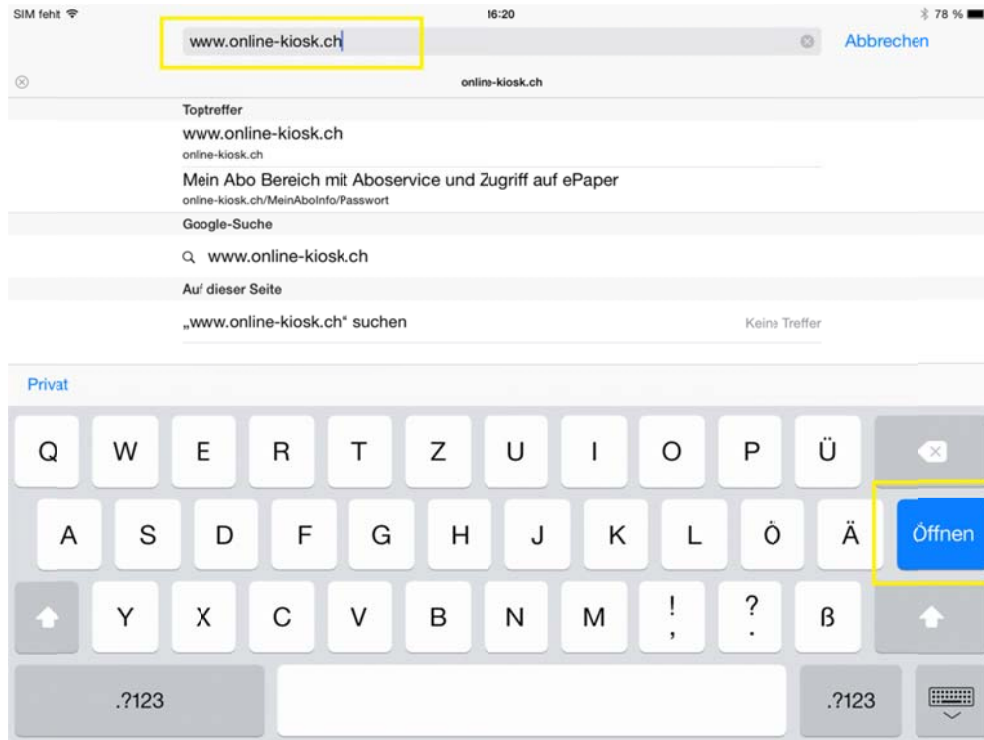 SIM fehlt 16:20 78 %
www.online-kiosk.ch Abbrechen
online-kiosk.ch
Toptreffer
www.online-kiosk.ch
online-kiosk.ch
Mein Abo Bereich mit Aboservice und Zugriff auf ePaper
online-kiosk.ch/MeinAboInfo/Passwort
Google-Suche
www.online-kiosk.ch
Auf dieser Seite
„www.online-kiosk.ch“ suchen Keine Treffer
Privat
Q W E R T Z U I O P Ü
A S D F G H J K L Ö Ä Öffnen
Y X C V B N M ! , ? . ß
.?123 .?123